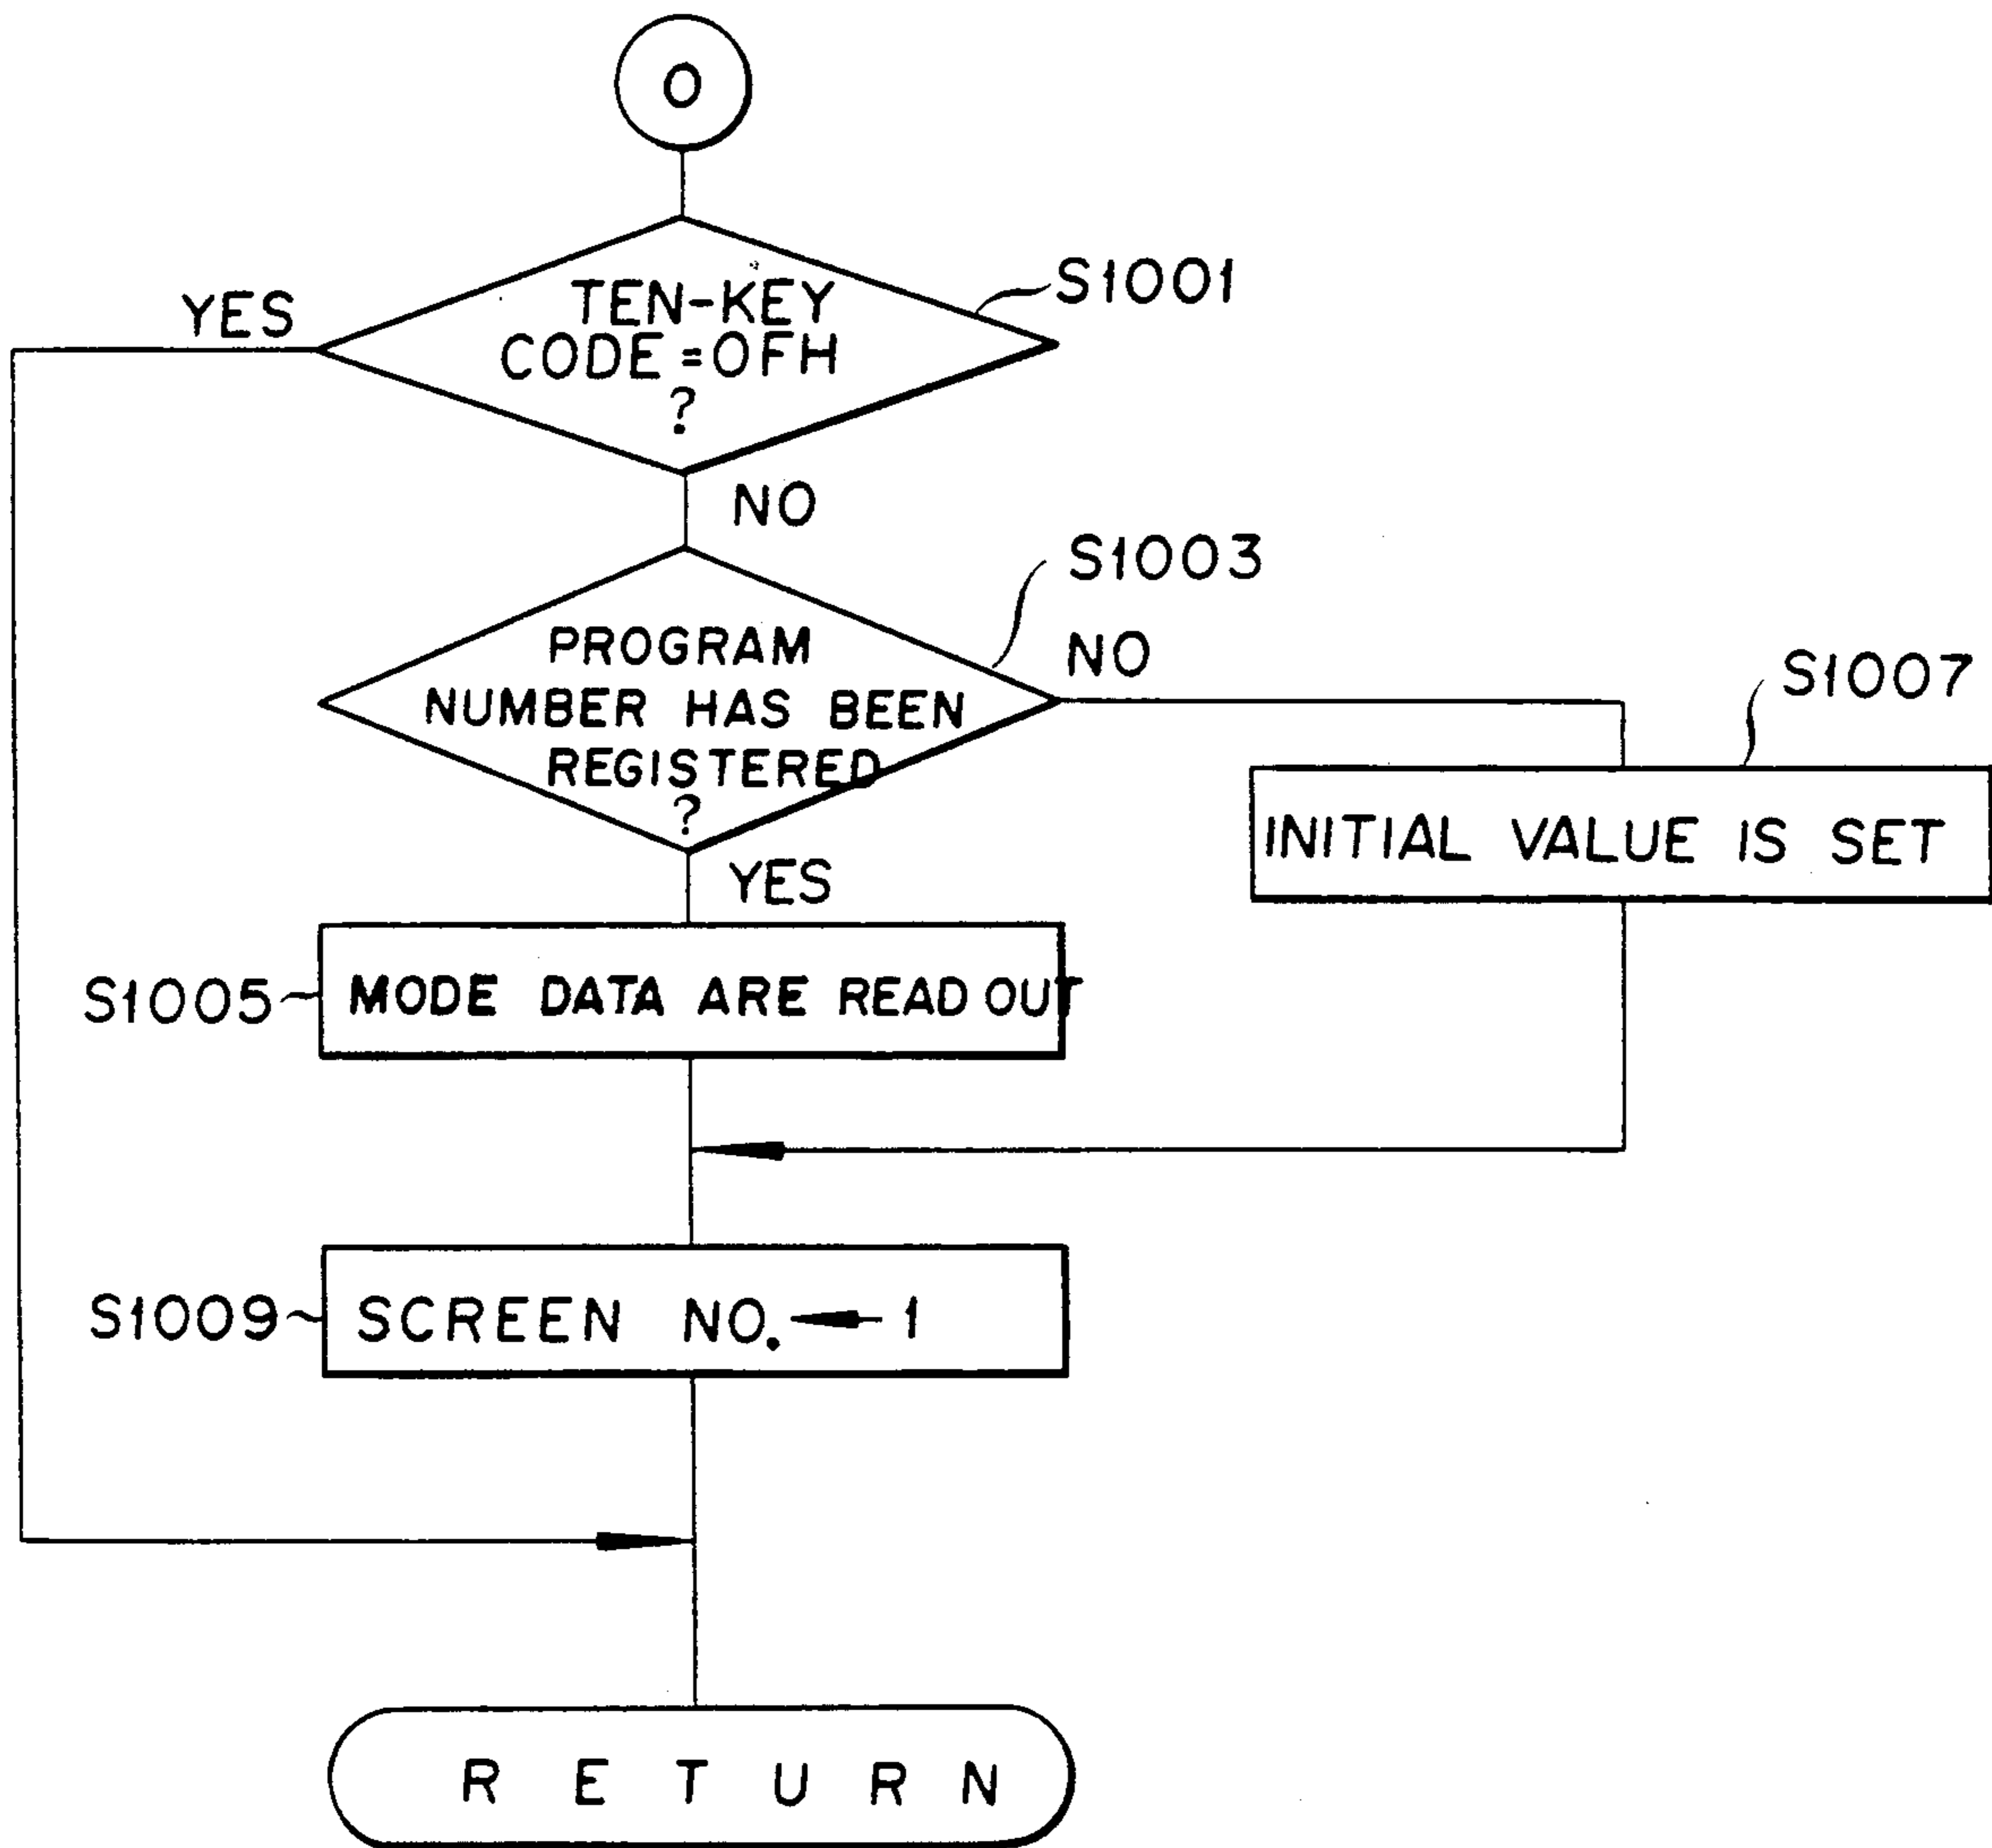 O
S1001
YES
TEN-KEY
CODE=OFH
?
NO
S1003
PROGRAM
NUMBER HAS BEEN
REGISTERED
?
NO
S1007
INITIAL VALUE IS SET
YES
S1005
MODE DATA ARE READ OUT
S1009
SCREEN NO. ← 1
RETURN